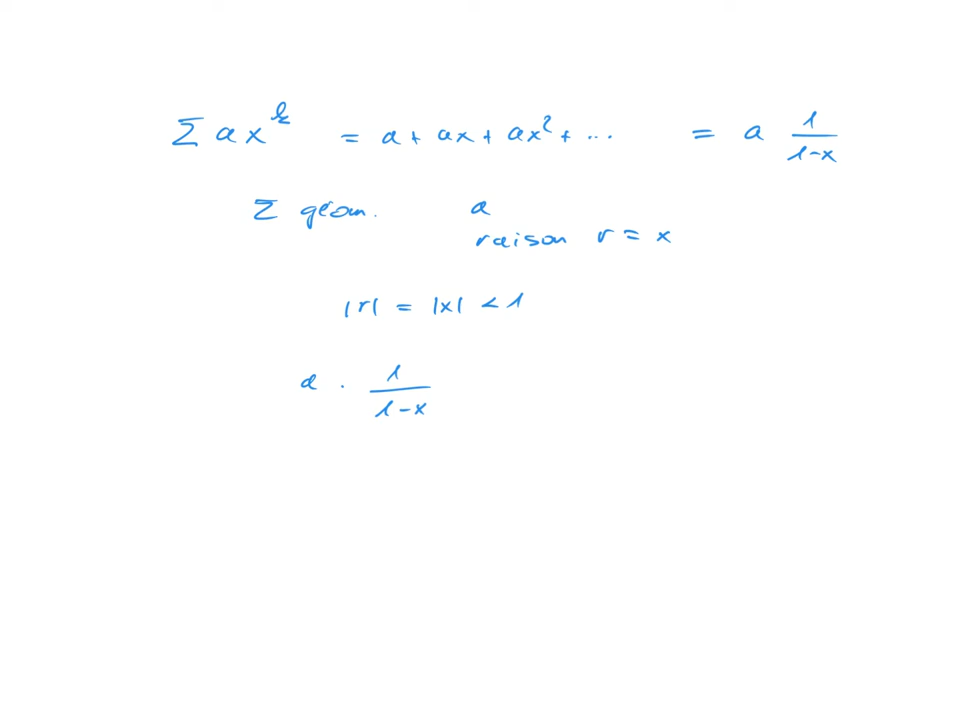 Σ a x^k = a + ax + ax² + ... = a 1/(1-x)
Σ géom. a
raison r = x
|r| = |x| < 1
a · 1/(1-x)